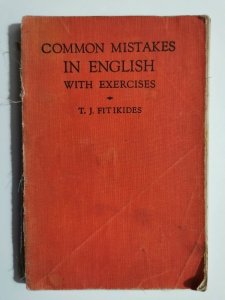 COMMON MISTAKES
IN ENGLISH
WITH EXERCISES
T. J. FITIKIDES